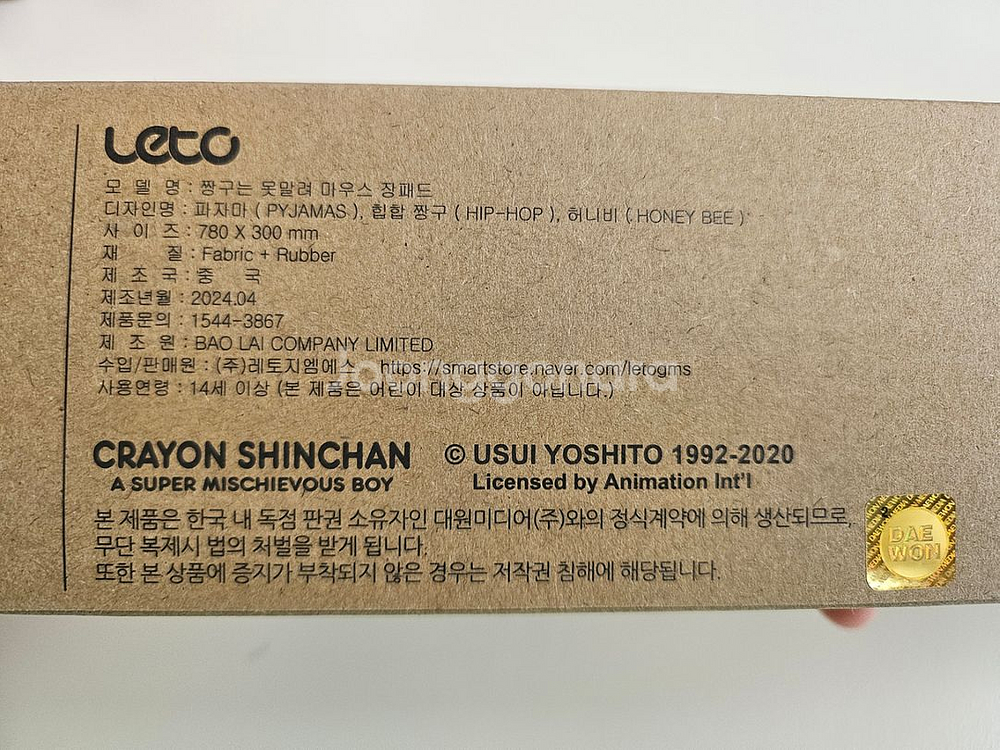 Leto
모 델 명 : 짱구는 못말려 마우스 장패드
디자인명 : 파자마 ( PYJAMAS ), 힙합 짱구 ( HIP-HOP ), 허니비 ( HONEY BEE )
사 이 즈 : 780 X 300 mm
재 질 : Fabric + Rubber
제 조 국 : 중 국
제조년월 : 2024.04
제품문의 : 1544-3867
제 조 원 : BAO LAI COMPANY LIMITED
수입/판매원 : (주)레토지엠에스 https://smartstore.naver.com/letogms
사용연령 : 14세 이상 (본 제품은 어린이 대상 상품이 아닙니다.)
CRAYON SHINCHAN © USUI YOSHITO 1992-2020
A SUPER MISCHIEVOUS BOY Licensed by Animation Int'l
본 제품은 한국 내 독점 판권 소유자인 대원미디어(주)와의 정식계약에 의해 생산되므로,
무단 복제시 법의 처벌을 받게 됩니다.
또한 본 상품에 증지가 부착되지 않은 경우는 저작권 침해에 해당됩니다.
DAE
WON